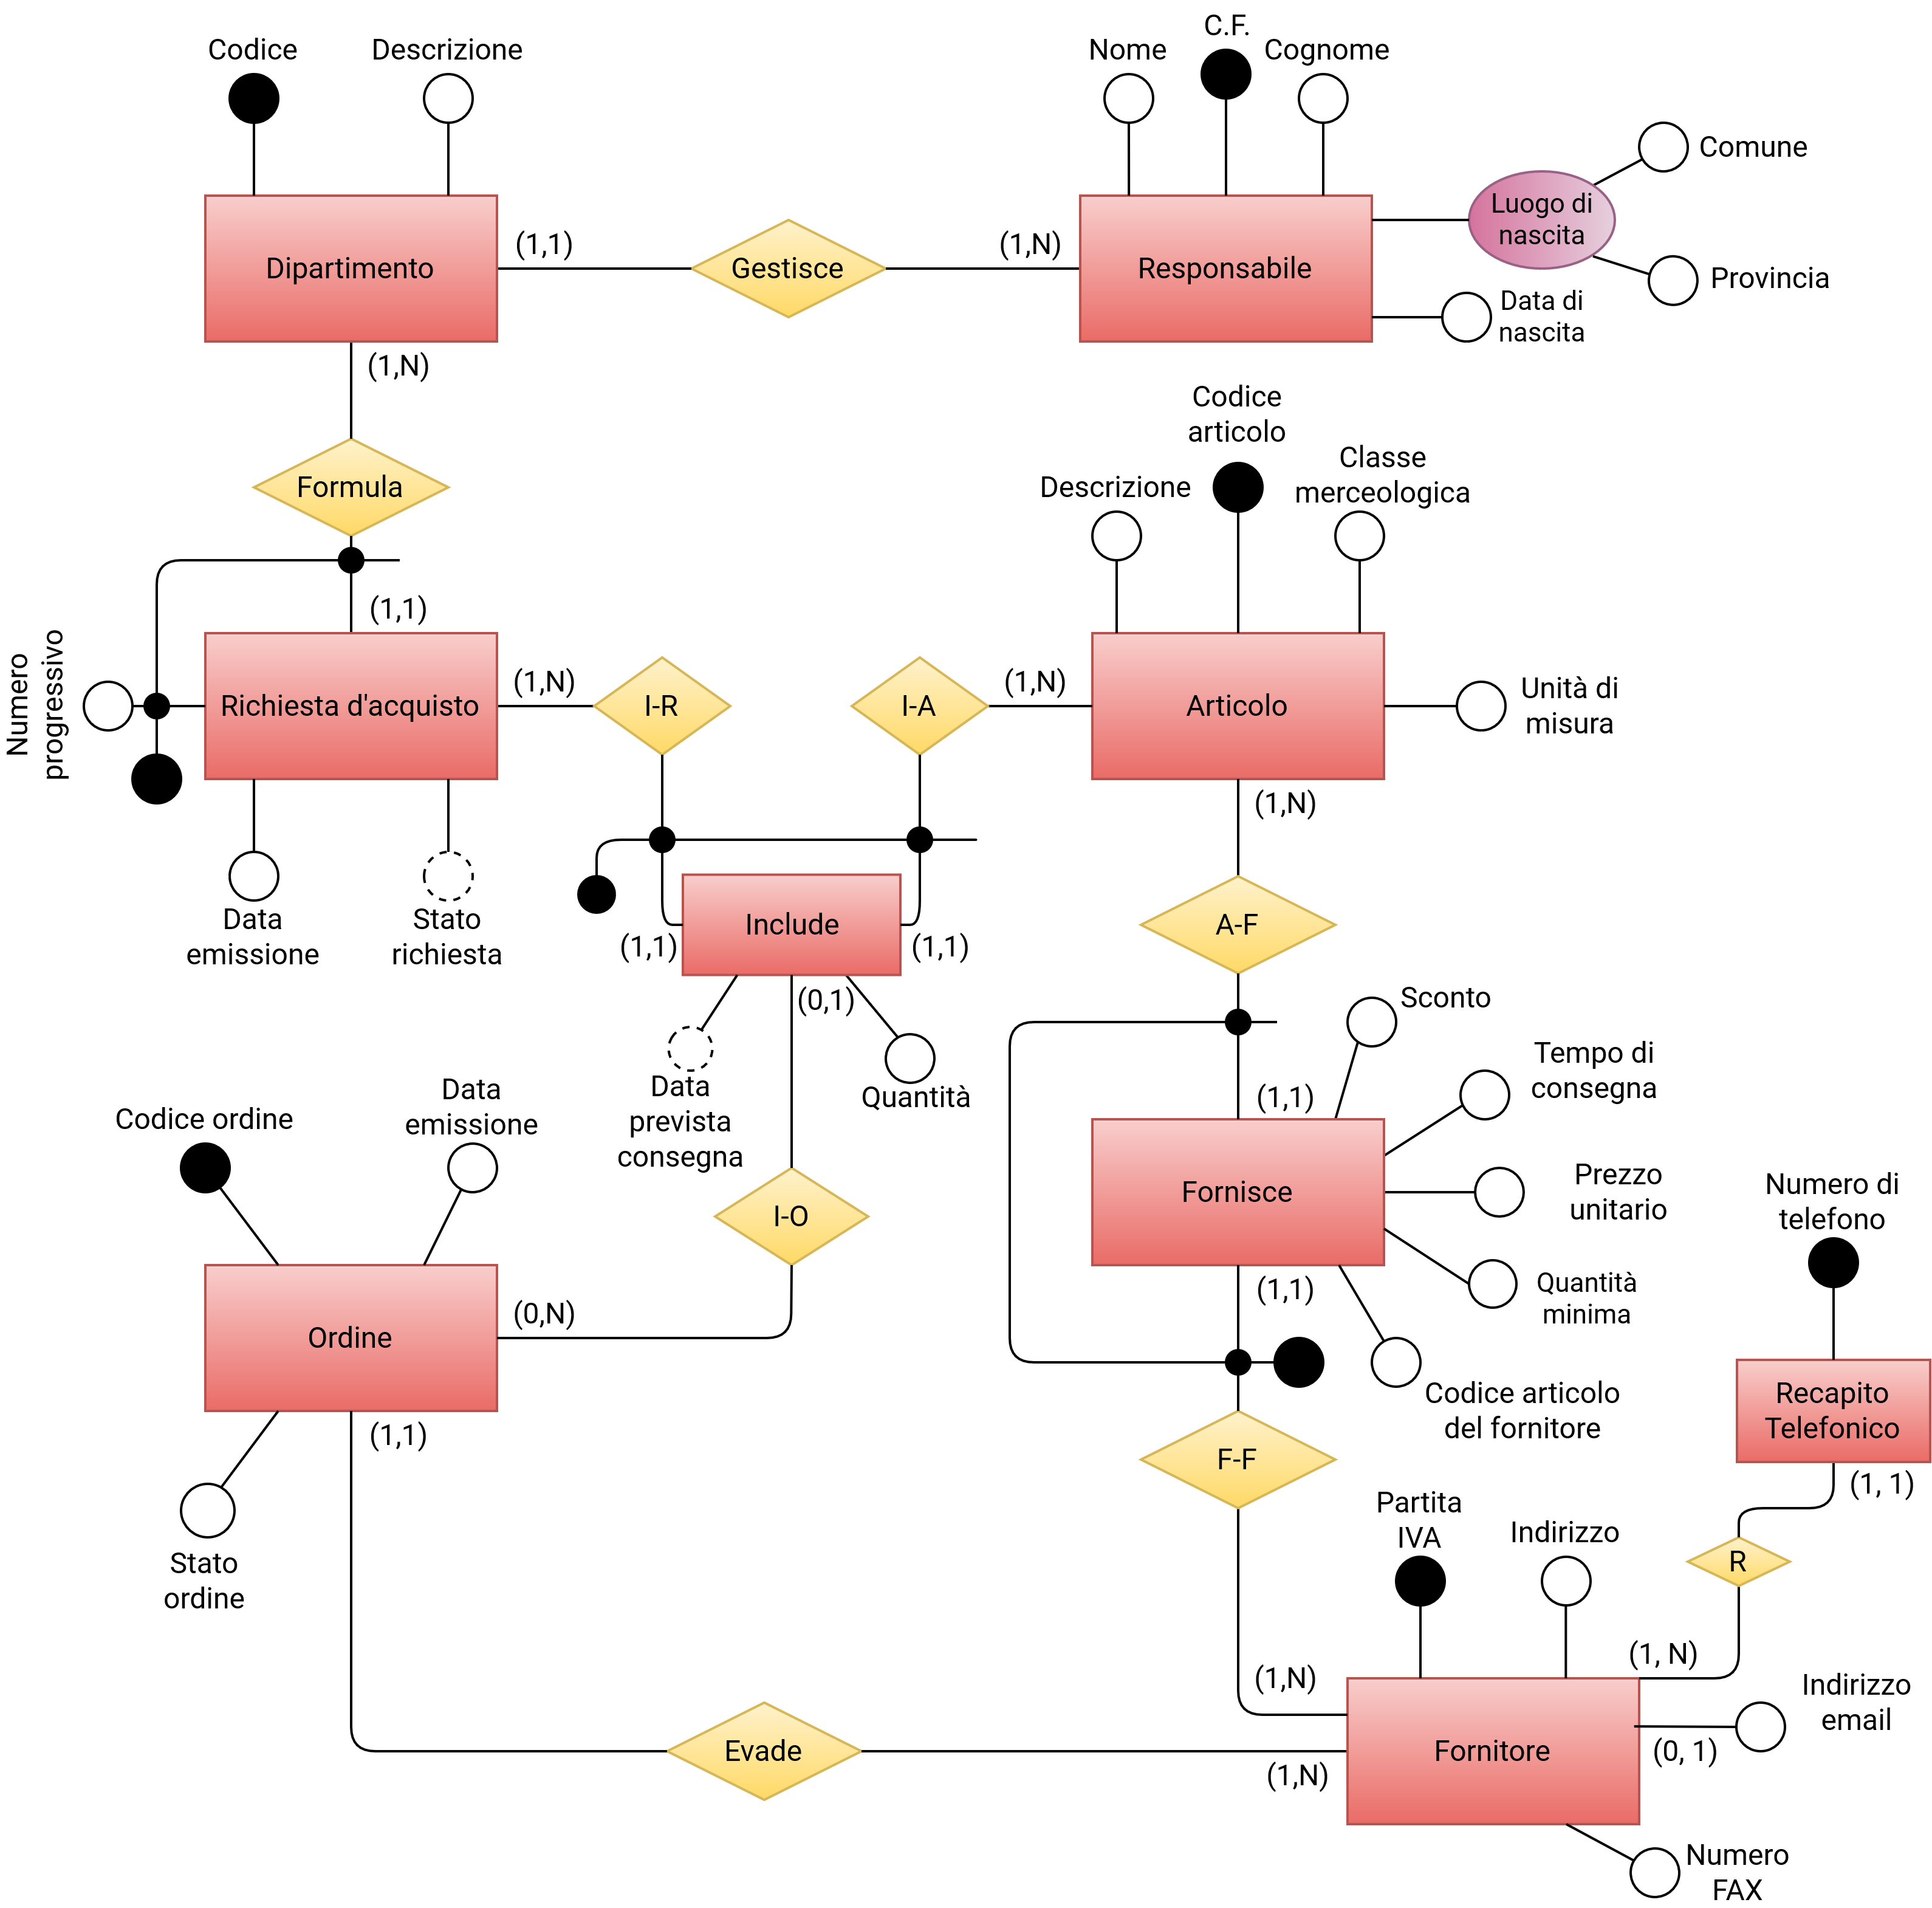 C.F.
Codice
Descrizione
Nome
Cognome
Comune
Luogo di
nascita
Dipartimento
(1,1)
Gestisce
(1,N)
Responsabile
Provincia
Data di
nascita
(1,N)
Codice
articolo
Classe
merceologica
Formula
Descrizione
(1,1)
Numero
progressivo
Richiesta d'acquisto
(1,N)
I-R
I-A
(1,N)
Articolo
Unità di
misura
(1,N)
Data
emissione
Stato
richiesta
Include
(1,1)
(1,1)
(0,1)
A-F
Sconto
Data
prevista
consegna
Quantità
Tempo di
consegna
(1,1)
Codice ordine
Data
emissione
Fornisce
Prezzo
unitario
Numero di
telefono
I-O
Quantità
minima
(1,1)
Ordine
(0,N)
Codice articolo
del fornitore
Recapito
Telefonico
(1,1)
F-F
(1, 1)
Partita
IVA
Indirizzo
R
Stato
ordine
(1,N)
(1, N)
Indirizzo
email
Evade
(1,N)
Fornitore
(0, 1)
Numero
FAX